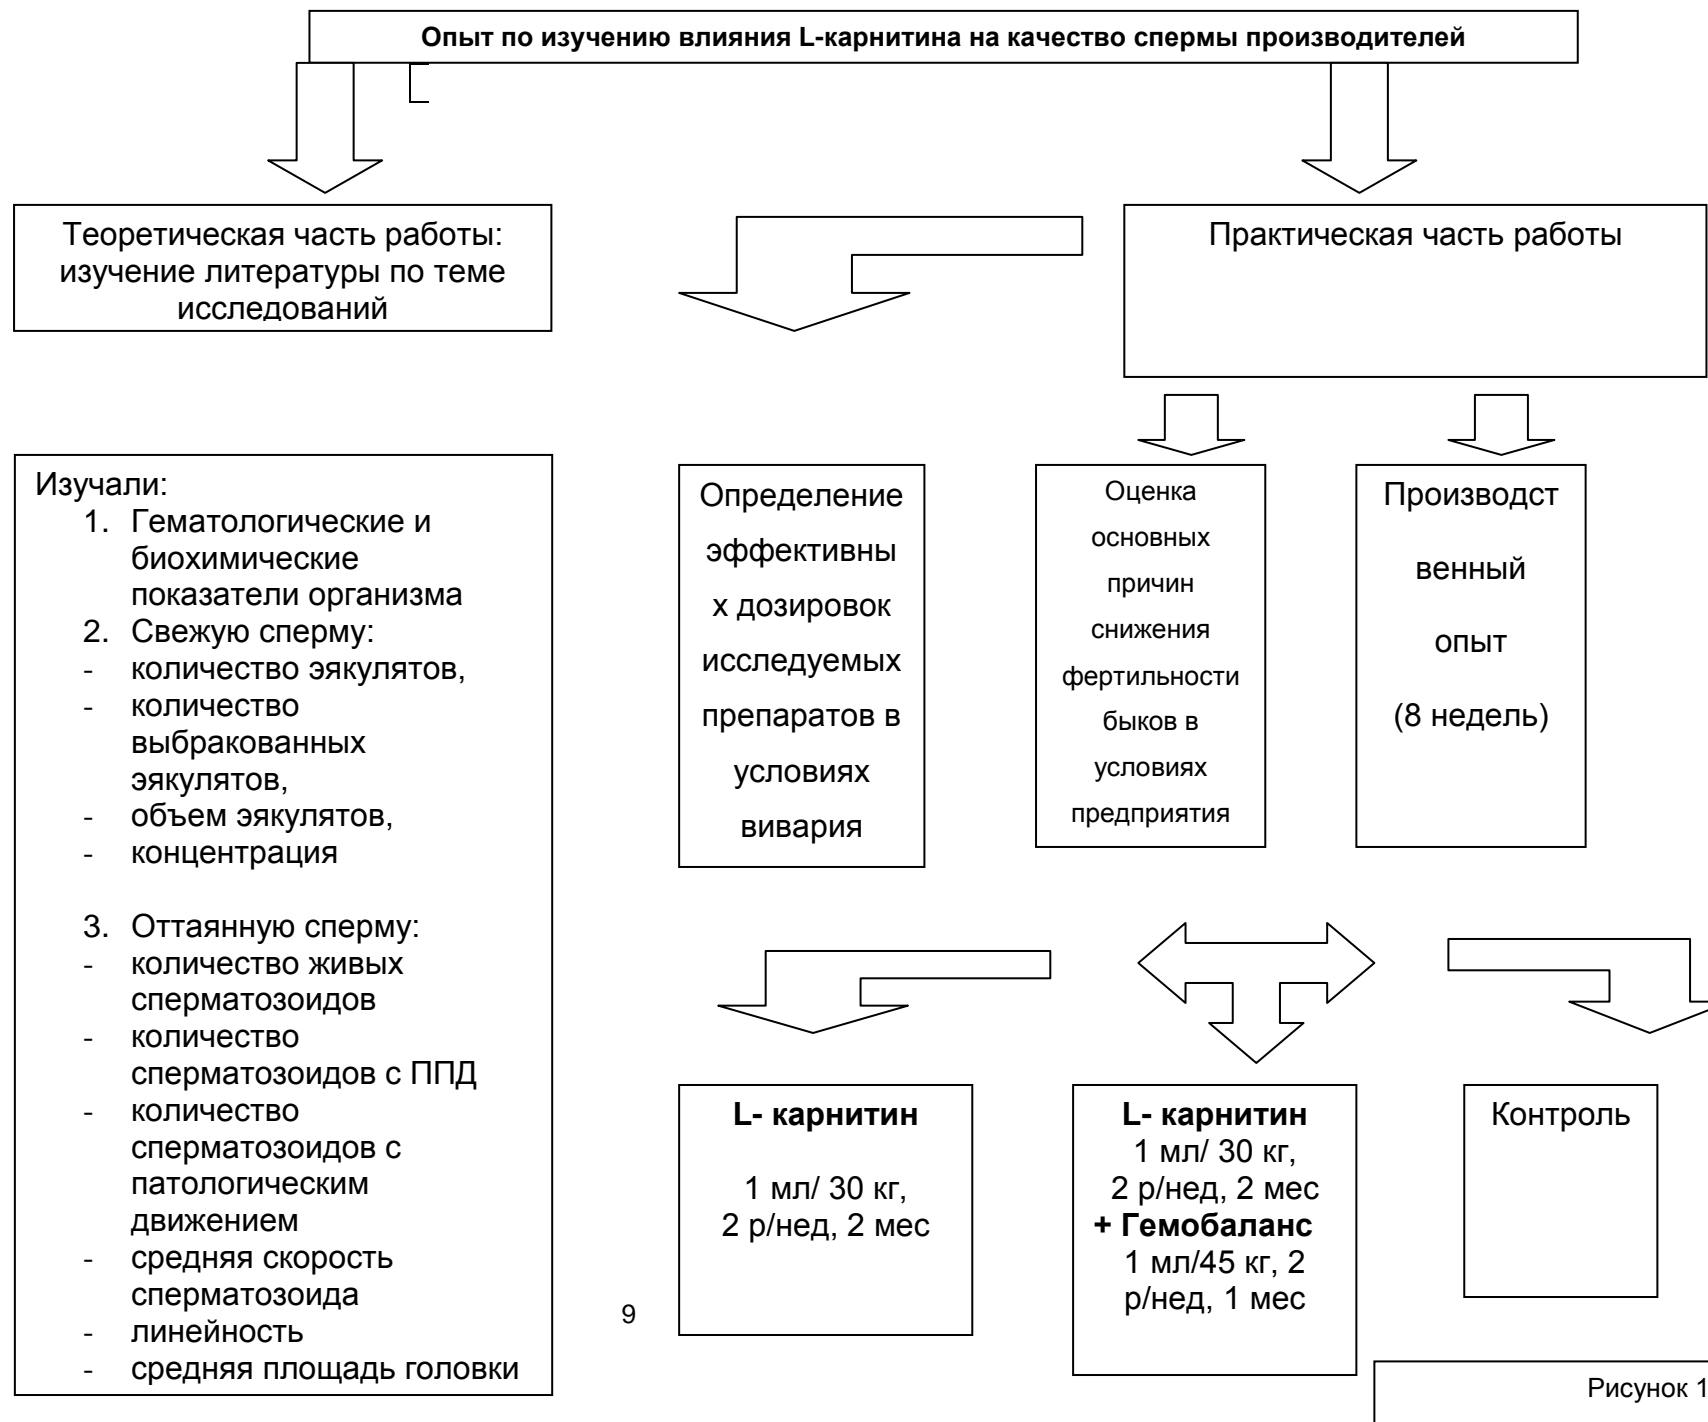 Опыт по изучению влияния L-карнитина на качество спермы производителей
Теоретическая часть работы:
изучение литературы по теме
исследований
Практическая часть работы
Изучали:
1. Гематологические и
биохимические
показатели организма
2. Свежую сперму:
- количество эякулятов,
- количество
выбракованных
эякулятов,
- объем эякулятов,
- концентрация
3. Оттаянную сперму:
- количество живых
сперматозоидов
- количество
сперматозоидов с ППД
- количество
сперматозоидов с
патологическим
движением
- средняя скорость
сперматозоида
- линейность
- средняя площадь головки
Определение
эффективны
х дозировок
исследуемых
препаратов в
условиях
вивария
Оценка
основных
причин
снижения
фертильности
быков в
условиях
предприятия
Производст
венный
опыт
(8 недель)
L- карнитин
1 мл/ 30 кг,
2 р/нед, 2 мес
L- карнитин
1 мл/ 30 кг,
2 р/нед, 2 мес
+ Гемобаланс
1 мл/45 кг, 2
р/нед, 1 мес
Контроль
9
Рисунок 1